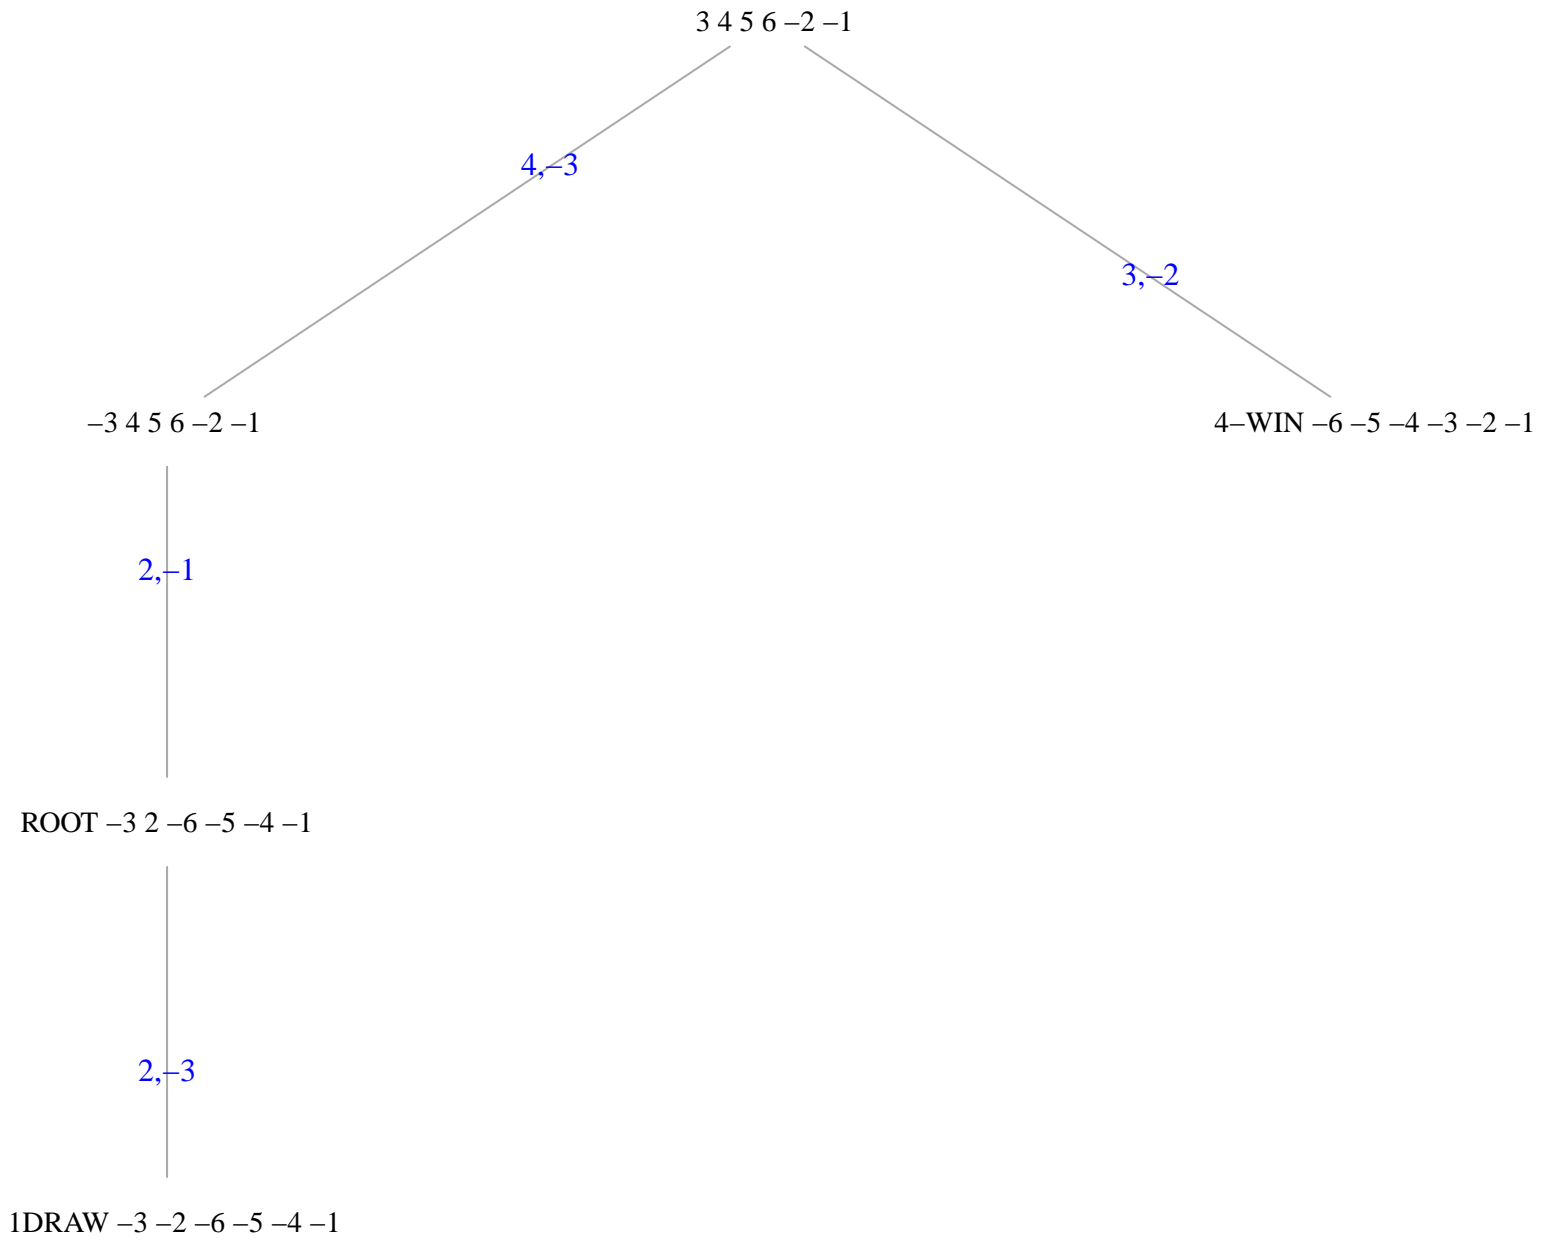 3 4 5 6 –2 –1
4,–3
3,–2
–3 4 5 6 –2 –1
4–WIN –6 –5 –4 –3 –2 –1
2,–1
ROOT –3 2 –6 –5 –4 –1
2,–3
1DRAW –3 –2 –6 –5 –4 –1